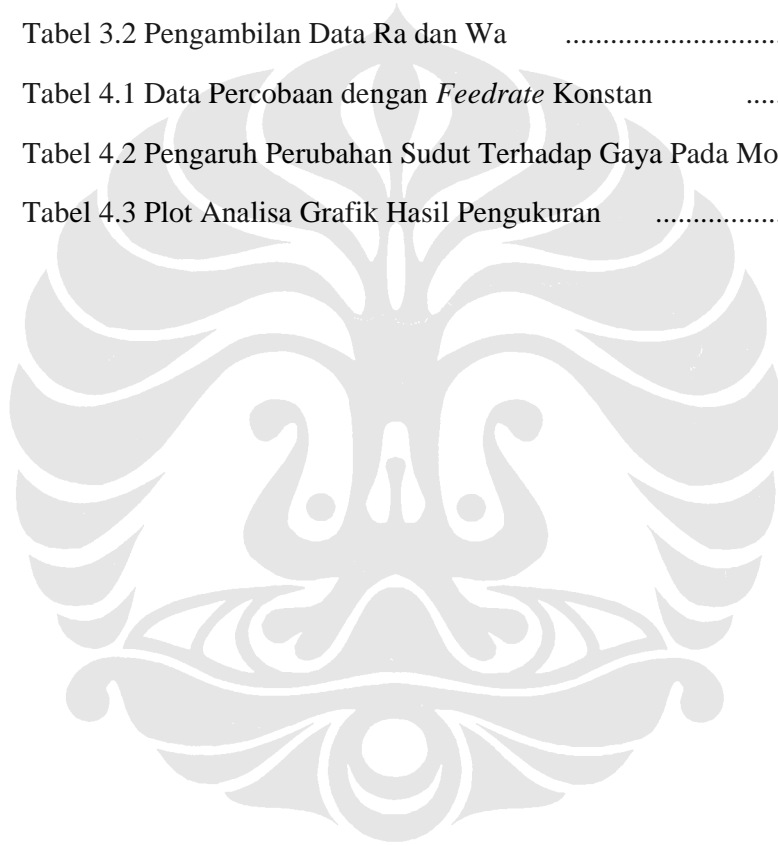 Tabel 3.2 Pengambilan Data Ra dan Wa ............................
Tabel 4.1 Data Percobaan dengan Feedrate Konstan .....
Tabel 4.2 Pengaruh Perubahan Sudut Terhadap Gaya Pada Mo
Tabel 4.3 Plot Analisa Grafik Hasil Pengukuran .................